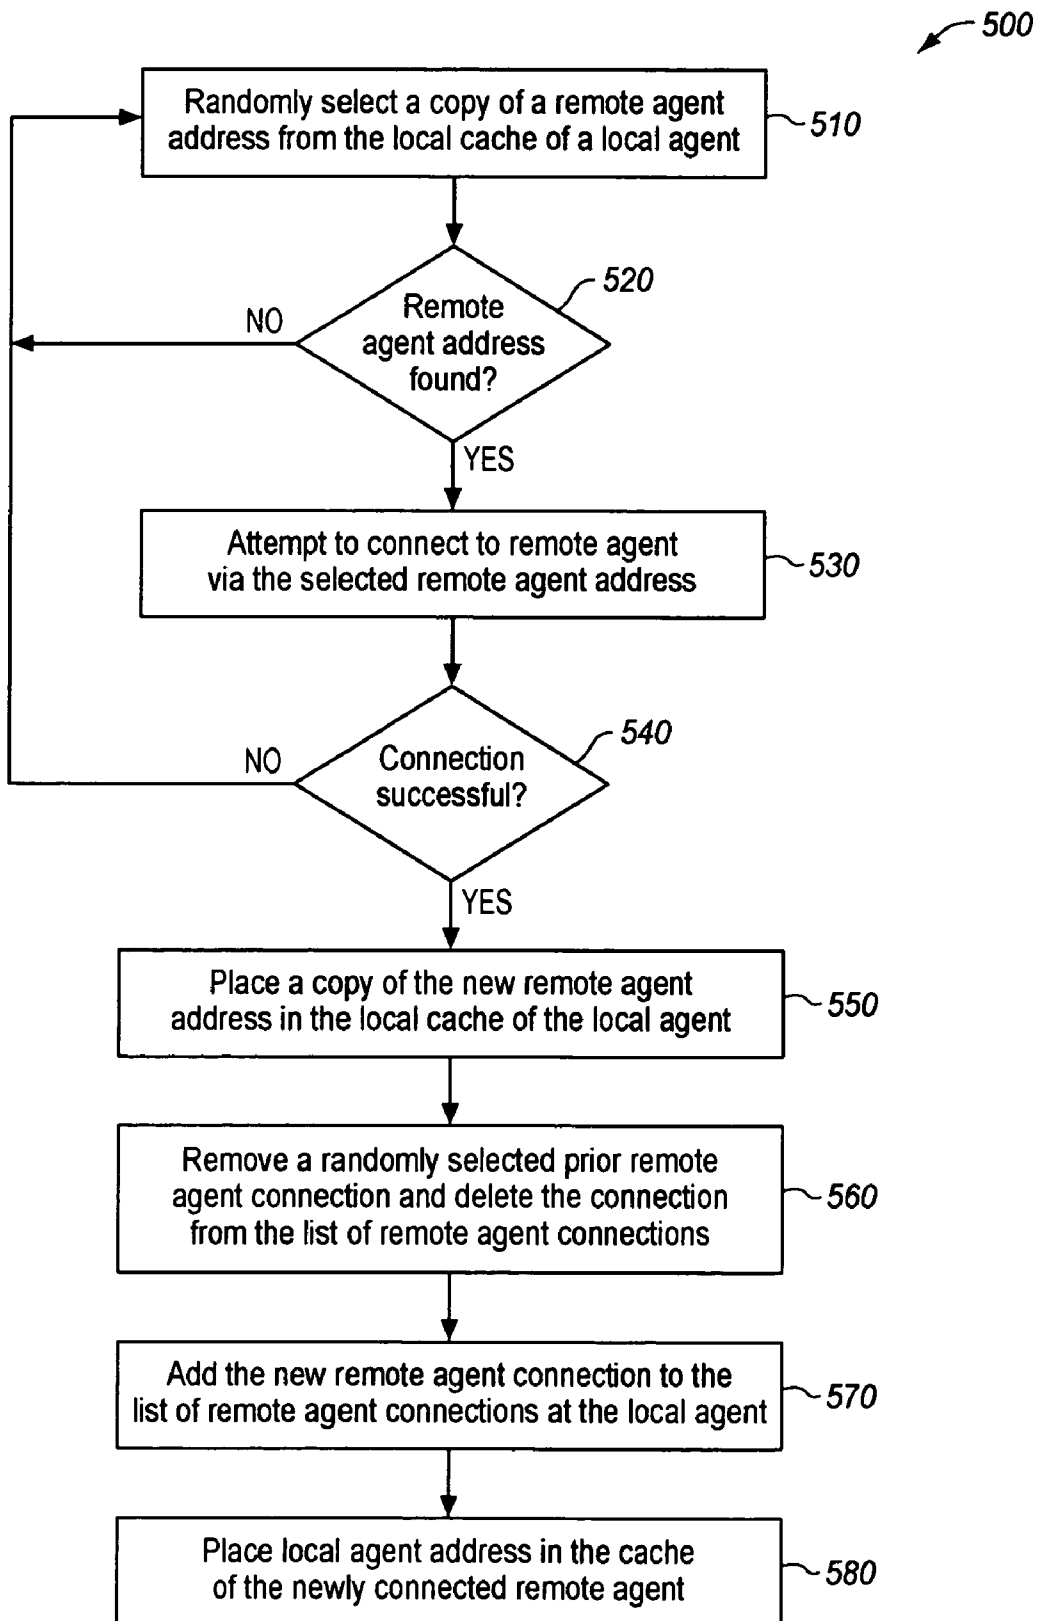 500
Randomly select a copy of a remote agent
address from the local cache of a local agent
510
520
Remote
agent address
found?
NO
YES
Attempt to connect to remote agent
via the selected remote agent address
530
540
Connection
successful?
NO
YES
Place a copy of the new remote agent
address in the local cache of the local agent
550
Remove a randomly selected prior remote
agent connection and delete the connection
from the list of remote agent connections
560
Add the new remote agent connection to the
list of remote agent connections at the local agent
570
Place local agent address in the cache
of the newly connected remote agent
580